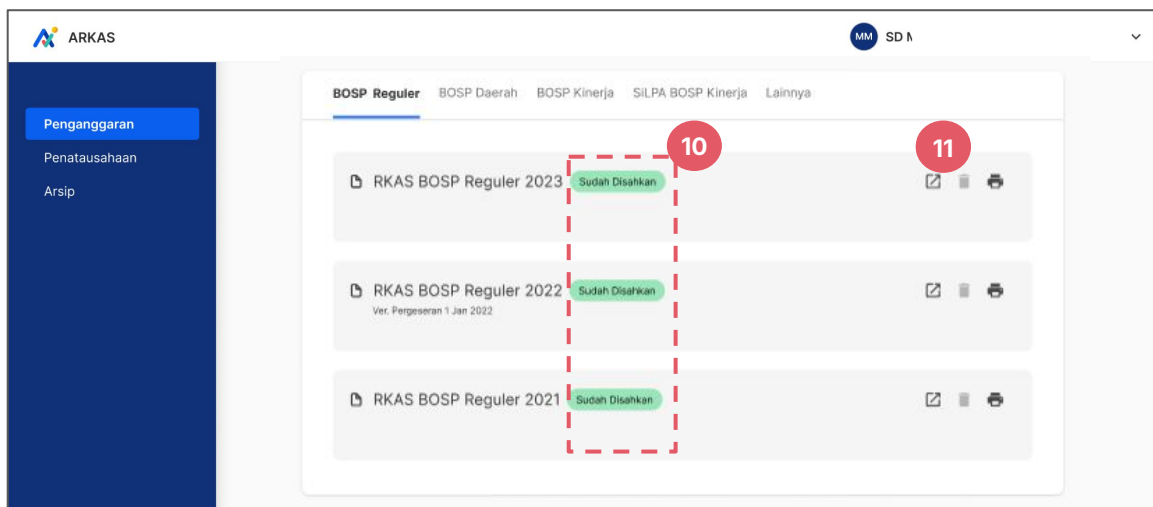 ARKAS
MM SD
Penganggaran
Penatausahaan
Arsip
BOSP Reguler BOSP Daerah BOSP Kinerja SiLPA BOSP Kinerja Lainnya
10
11
RKAS BOSP Reguler 2023 Sudah Disahkan
RKAS BOSP Reguler 2022 Sudah Disahkan
Ver. Pergeseran 1 Jan 2022
RKAS BOSP Reguler 2021 Sudah Disahkan